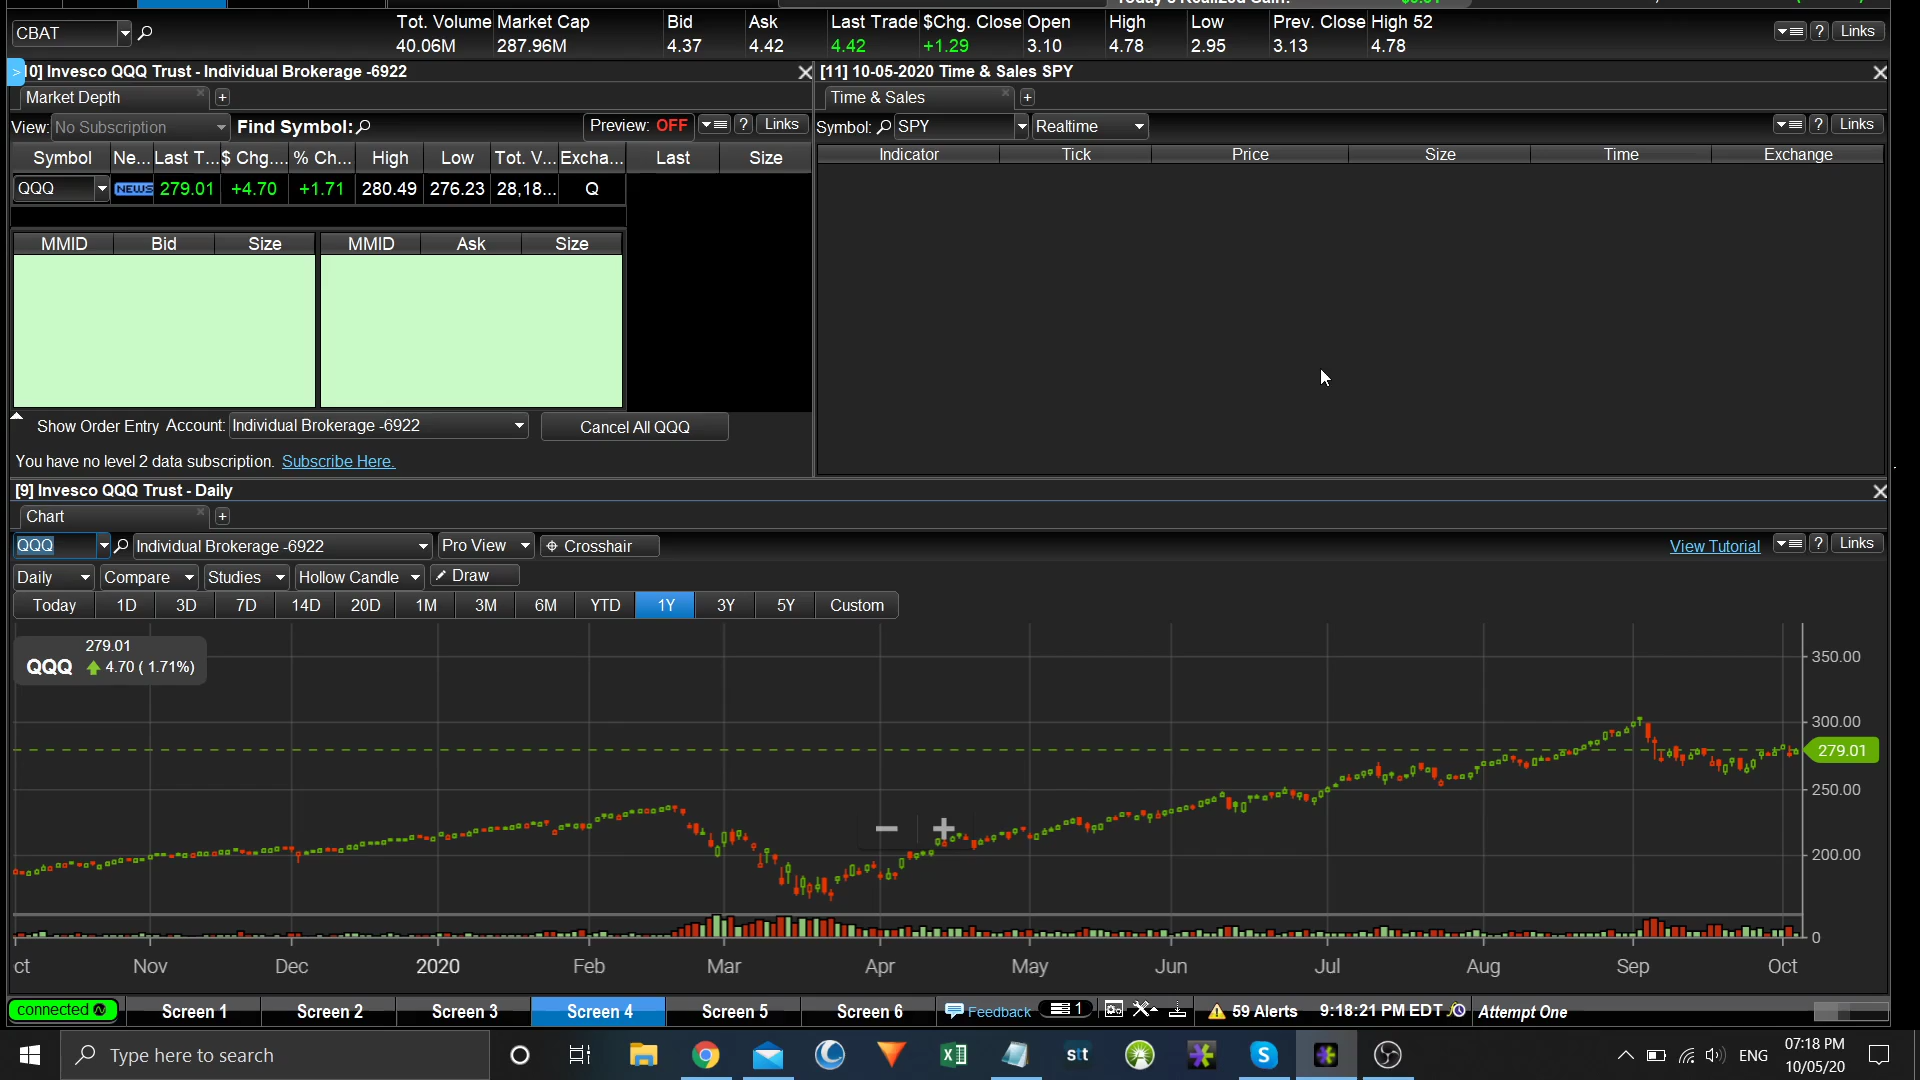 CBAT
Tot. Volume Market Cap Bid Ask Last Trade $Chg. Close Open High Low Prev. Close High 52
40.06M 287.96M 4.37 4.42 4.42 +1.29 3.10 4.78 2.95 3.13 4.78
? Links
> 10] Invesco QQQ Trust - Individual Brokerage -6922
[11] 10-05-2020 Time & Sales SPY
Market Depth +
Time & Sales +
View: No Subscription Find Symbol: Preview: OFF ? Links
Symbol: SPY Realtime ? Links
Symbol Ne... Last T... $ Chg.... % Ch... High Low Tot. V... Excha... Last Size
Indicator Tick Price Size Time Exchange
QQQ NEWS 279.01 +4.70 +1.71 280.49 276.23 28,18... Q
MMID Bid Size MMID Ask Size
Show Order Entry Account: Individual Brokerage -6922 Cancel All QQQ
You have no level 2 data subscription. Subscribe Here.
[9] Invesco QQQ Trust - Daily
Chart +
QQQ Individual Brokerage -6922 Pro View Crosshair View Tutorial ? Links
Daily Compare Studies Hollow Candle Draw
Today 1D 3D 7D 14D 20D 1M 3M 6M YTD 1Y 3Y 5Y Custom
279.01
QQQ 4.70 ( 1.71%)
350.00
300.00
279.01
250.00
200.00
0
ct Nov Dec 2020 Feb Mar Apr May Jun Jul Aug Sep Oct
connected Screen 1 Screen 2 Screen 3 Screen 4 Screen 5 Screen 6 Feedback 1 59 Alerts 9:18:21 PM EDT Attempt One
Type here to search
stt
ENG
07:18 PM
10/05/20